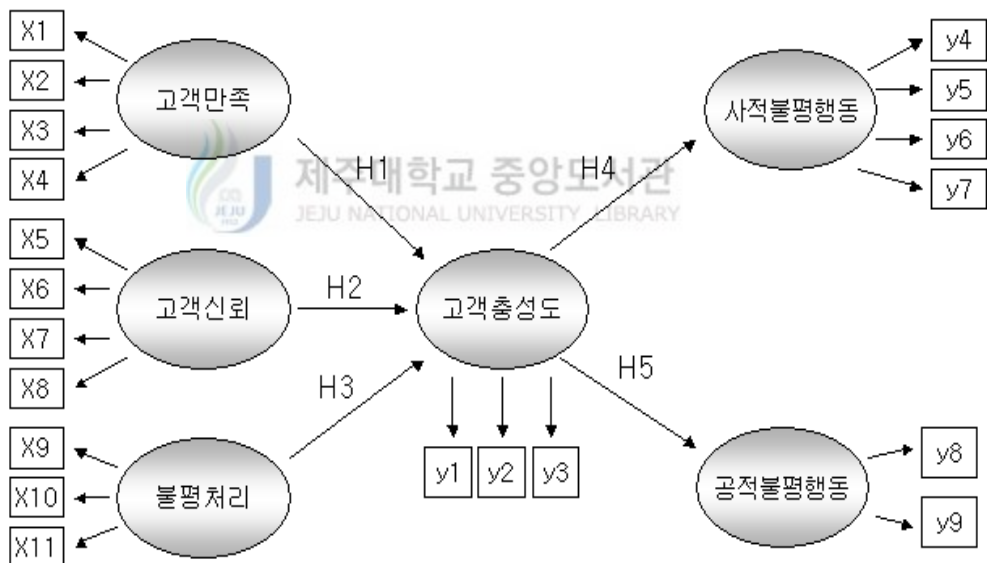 X1
X2
X3
X4
고객만족
X5
X6
X7
X8
고객신뢰
X9
X10
X11
불평처리
H1
H2
H3
고객충성도
y1 y2 y3
H4
H5
사적불평행동
y4
y5
y6
y7
공적불평행동
y8
y9
제주대학교 중앙도서관
JEJU NATIONAL UNIVERSITY LIBRARY
JEJU
1952